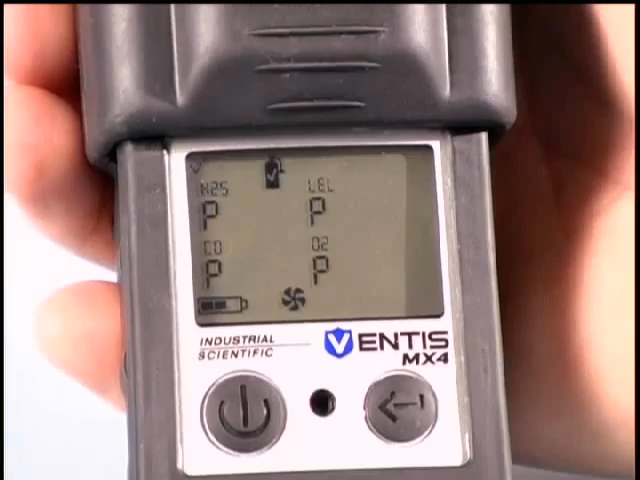 H2S LEL
P P
CO O2
P P
INDUSTRIAL
SCIENTIFIC
VENTIS
MX4